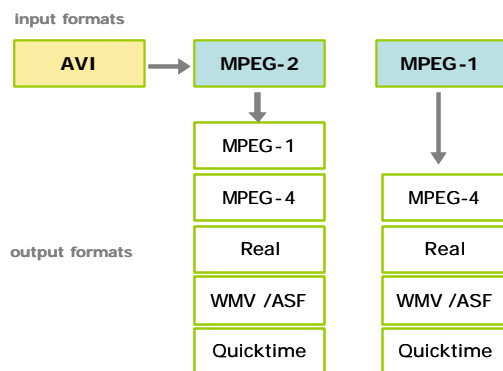 input formats
AVI
MPEG-2
MPEG-1
MPEG-1
MPEG-4
MPEG-4
output formats
Real
Real
WMV /ASF
WMV /ASF
Quicktime
Quicktime